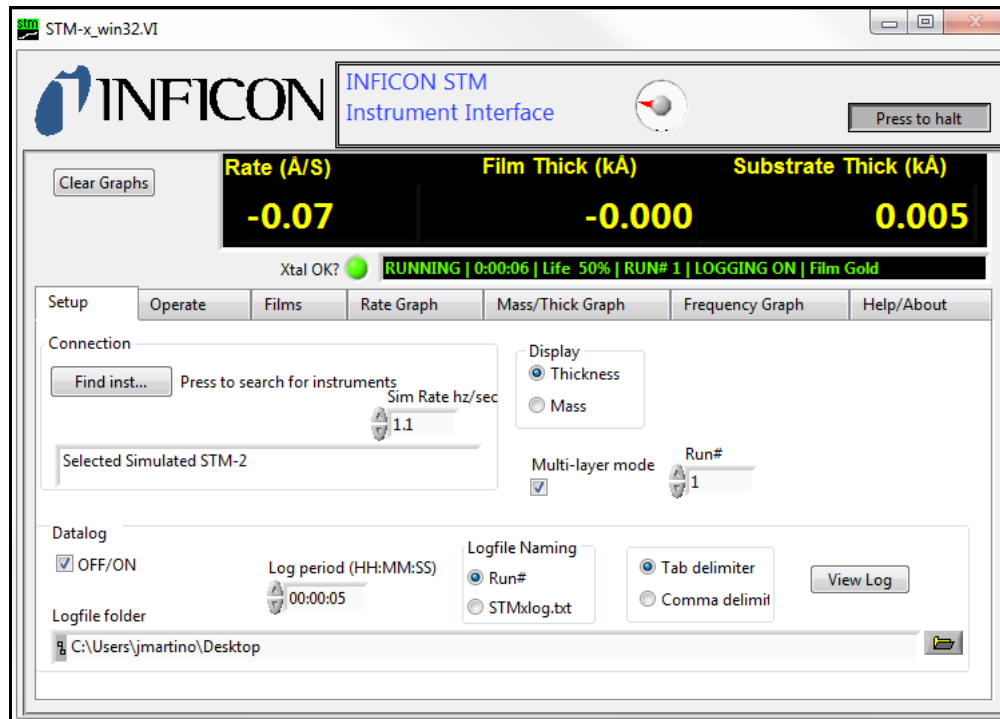 stm
STM-x_win32.VI
INFICON
INFICON STM
Instrument Interface
Press to halt
Clear Graphs
Rate (Å/S) Film Thick (kÅ) Substrate Thick (kÅ)
-0.07 -0.000 0.005
Xtal OK? RUNNING | 0:00:06 | Life 50% | RUN# 1 | LOGGING ON | Film Gold
Setup Operate Films Rate Graph Mass/Thick Graph Frequency Graph Help/About
Connection
Find inst... Press to search for instruments
Sim Rate hz/sec
1.1
Selected Simulated STM-2
Display
Thickness
Mass
Multi-layer mode
Run#
1
Datalog
OFF/ON
Log period (HH:MM:SS)
00:00:05
Logfile Naming
Run#
STMxlog.txt
Tab delimiter
Comma delimit
View Log
Logfile folder
C:\Users\jmartino\Desktop